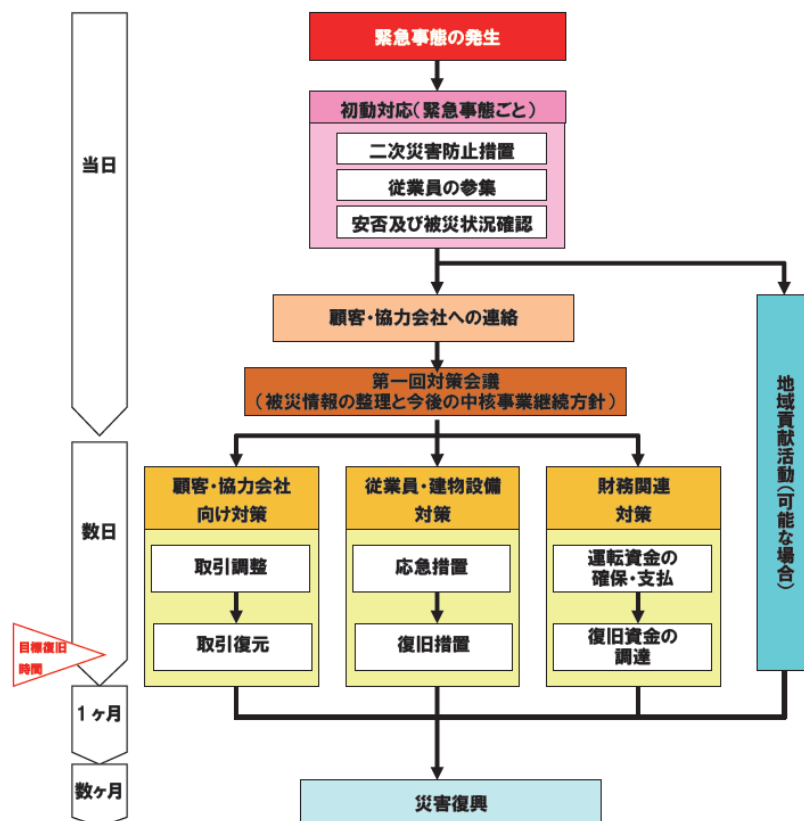 緊急事態の発生
初動対応(緊急事態ごと)
二次災害防止措置
従業員の参集
安否及び被災状況確認
当日
顧客・協力会社への連絡
第一回対策会議
(被災情報の整理と今後の中核事業継続方針)
地域貢献活動(可能な場合)
数日
顧客・協力会社
向け対策
取引調整
取引復元
従業員・建物設備
対策
応急措置
復旧措置
財務関連
対策
運転資金の
確保・支払
復旧資金の
調達
目標復旧
時間
1ヶ月
数ヶ月
災害復興